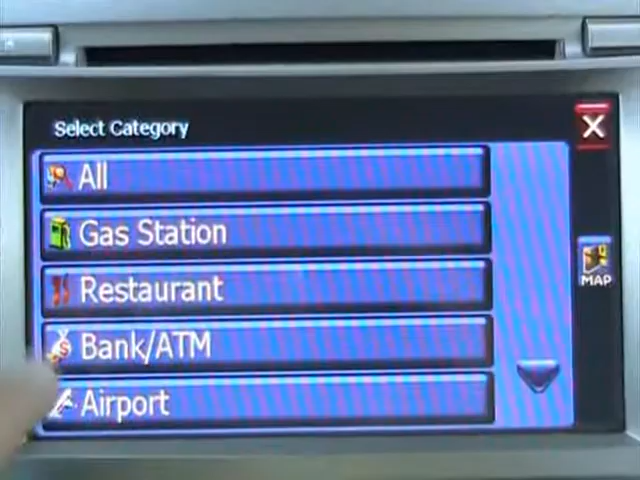 Select Category
X
All
Gas Station
Restaurant
MAP
Bank/ATM
Airport